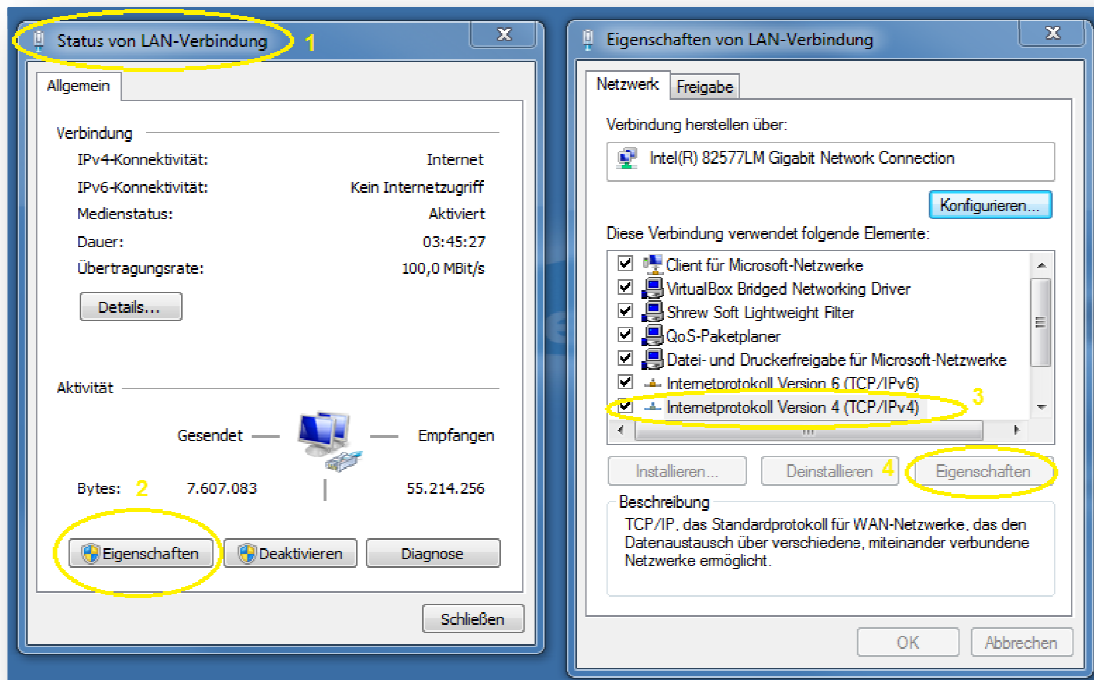 Status von LAN-Verbindung 1
Allgemein
Verbindung
IPv4-Konnektivität: Internet
IPv6-Konnektivität: Kein Internetzugriff
Medienstatus: Aktiviert
Dauer: 03:45:27
Übertragungsrate: 100,0 MBit/s
Details...
Aktivität
Gesendet Empfangen
Bytes: 2 7.607.083 55.214.256
Eigenschaften Deaktivieren Diagnose
Schließen
Eigenschaften von LAN-Verbindung
Netzwerk Freigabe
Verbindung herstellen über:
Intel(R) 82577LM Gigabit Network Connection
Konfigurieren...
Diese Verbindung verwendet folgende Elemente:
Client für Microsoft-Netzwerke
VirtualBox Bridged Networking Driver
Shrew Soft Lightweight Filter
QoS-Paketplaner
Datei- und Druckerfreigabe für Microsoft-Netzwerke
Internetprotokoll Version 6 (TCP/IPv6)
Internetprotokoll Version 4 (TCP/IPv4) 3
Installieren... Deinstallieren 4 Eigenschaften
Beschreibung
TCP/IP, das Standardprotokoll für WAN-Netzwerke, das den
Datenaustausch über verschiedene, miteinander verbundene
Netzwerke ermöglicht.
OK Abbrechen